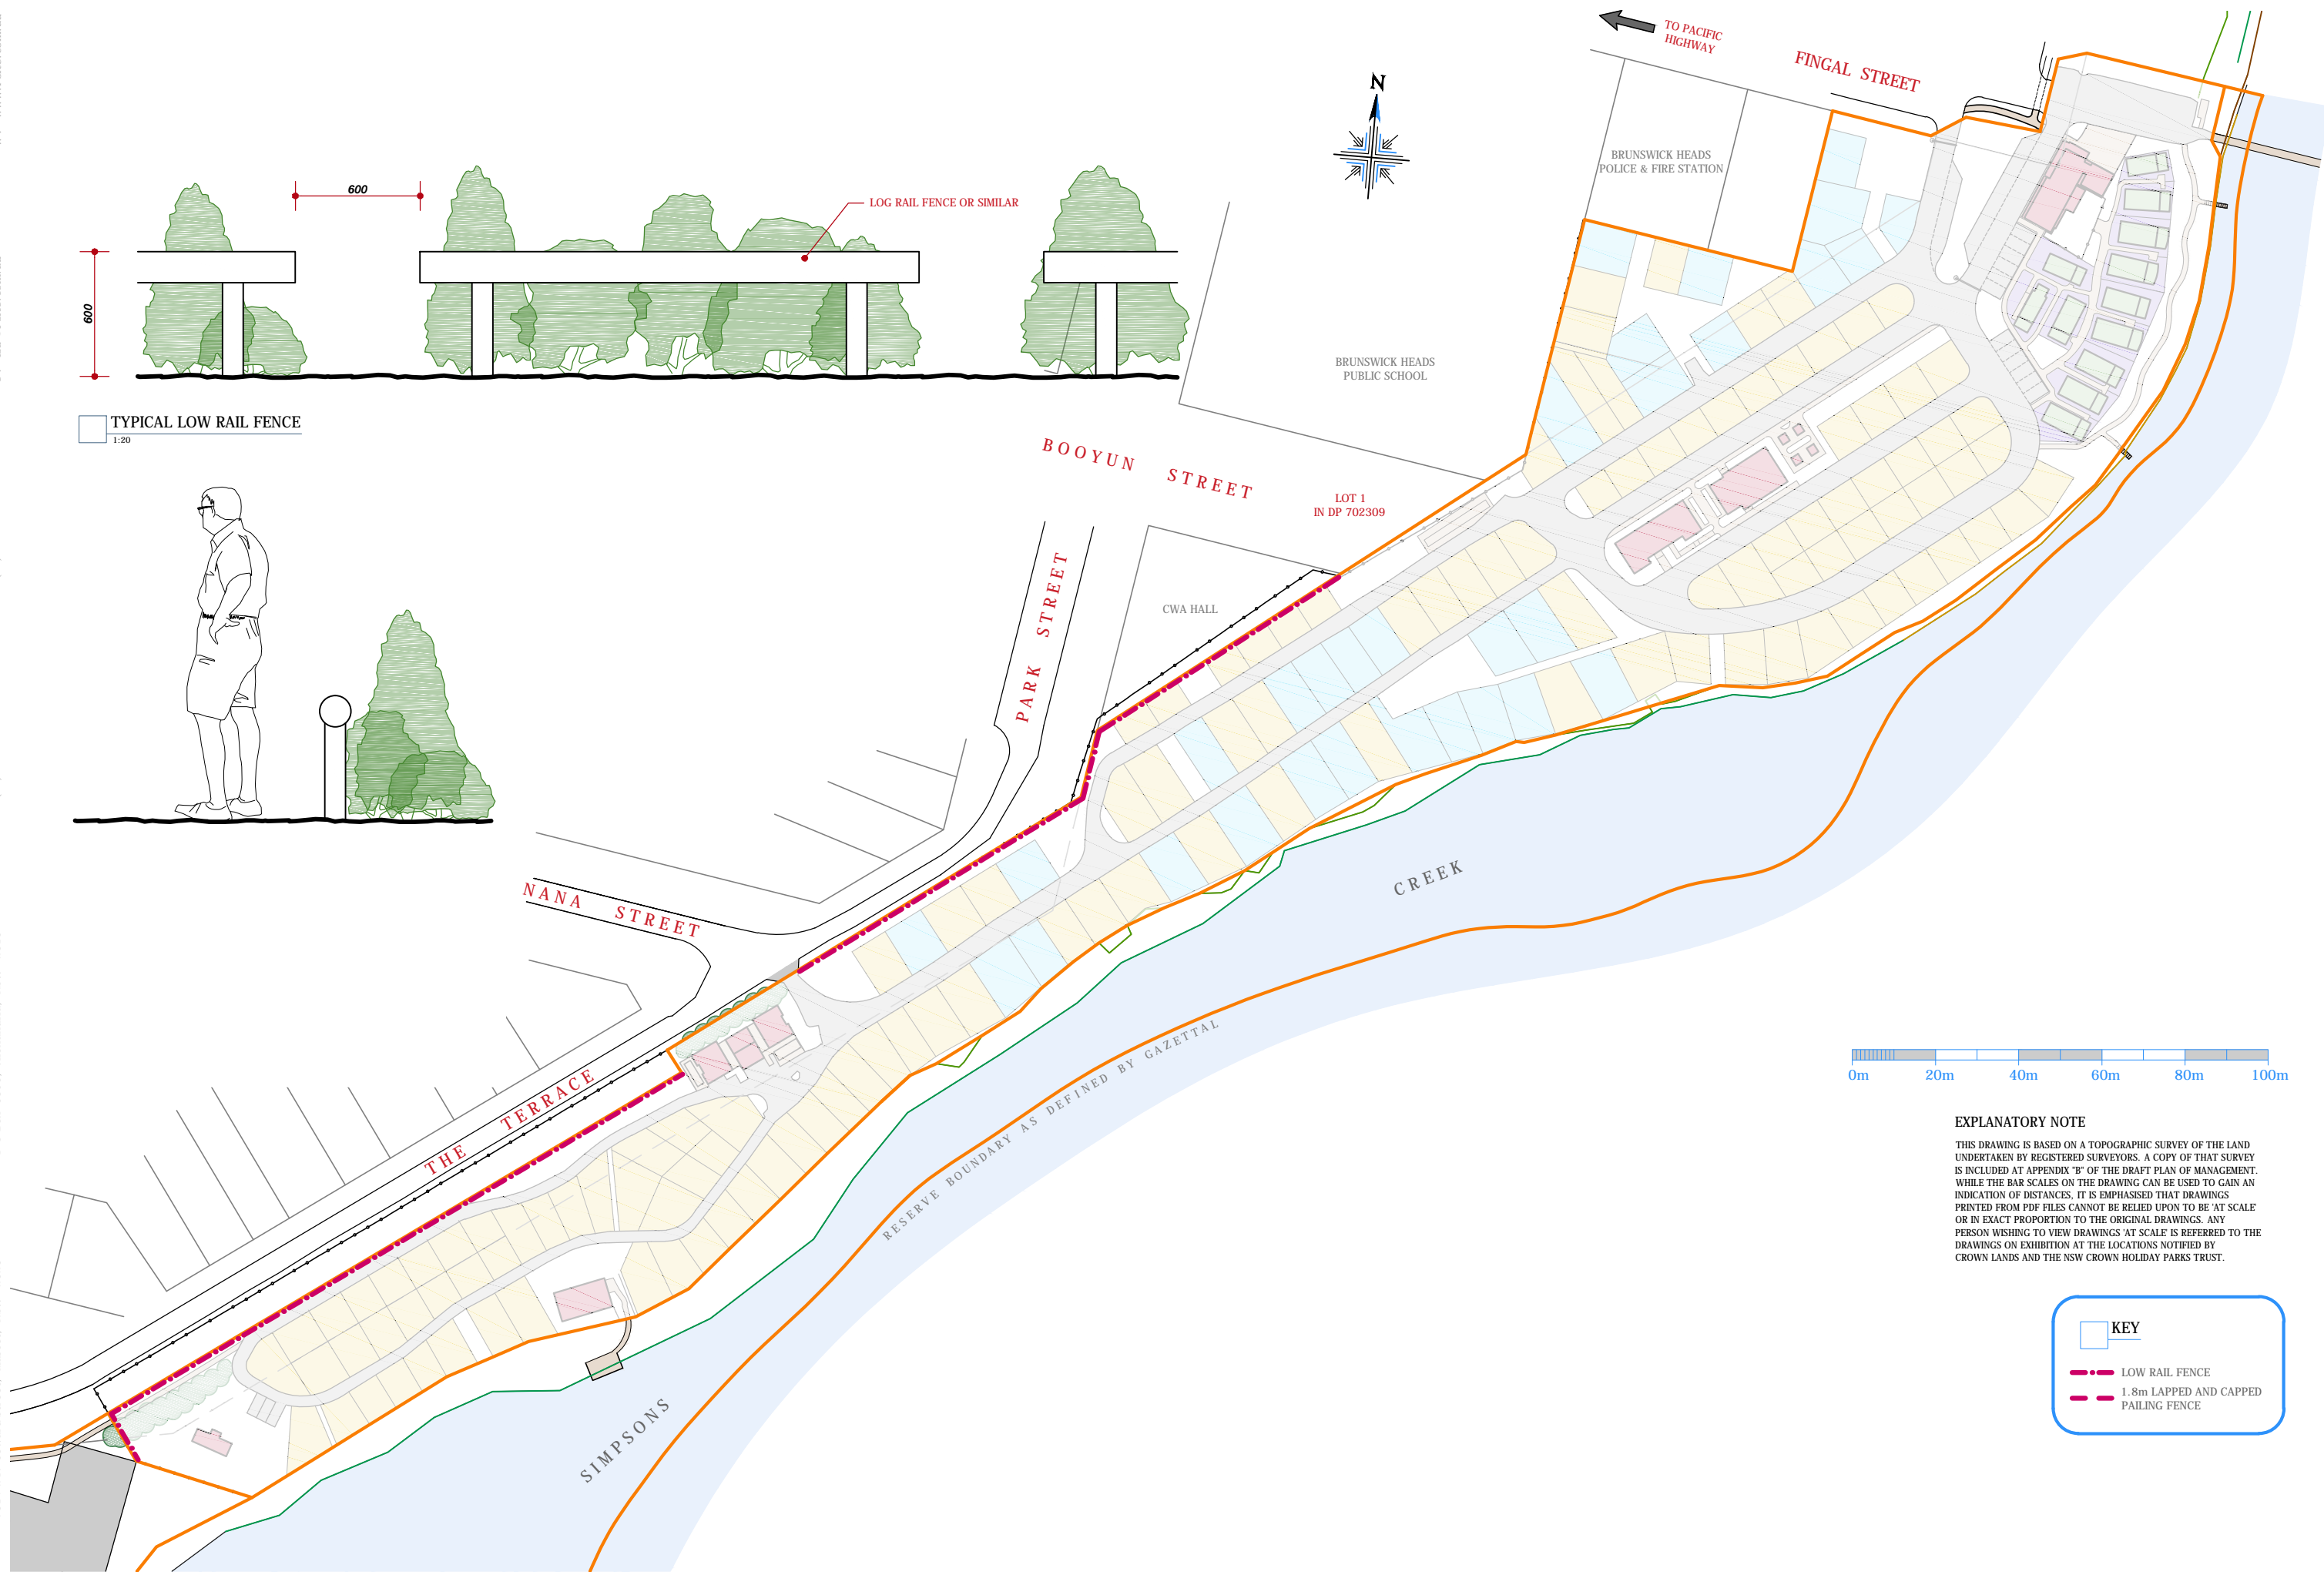 TO PACIFIC
HIGHWAY
FINGAL STREET
N
BRUNSWICK HEADS
POLICE & FIRE STATION
600
LOG RAIL FENCE OR SIMILAR
600
BRUNSWICK HEADS
PUBLIC SCHOOL
TYPICAL LOW RAIL FENCE
1:20
BOOYUN STREET
LOT 1
IN DP 702309
PARK STREET
CWA HALL
NANA STREET
CREEK
RESERVE BOUNDARY AS DEFINED BY GAZETTAL
THE TERRACE
SIMPSONS
0m 20m 40m 60m 80m 100m
EXPLANATORY NOTE
THIS DRAWING IS BASED ON A TOPOGRAPHIC SURVEY OF THE LAND
UNDERTAKEN BY REGISTERED SURVEYORS. A COPY OF THAT SURVEY
IS INCLUDED AT APPENDIX "B" OF THE DRAFT PLAN OF MANAGEMENT.
WHILE THE BAR SCALES ON THE DRAWING CAN BE USED TO GAIN AN
INDICATION OF DISTANCES, IT IS EMPHASISED THAT DRAWINGS
PRINTED FROM PDF FILES CANNOT BE RELIED UPON TO BE 'AT SCALE'
OR IN EXACT PROPORTION TO THE ORIGINAL DRAWINGS. ANY
PERSON WISHING TO VIEW DRAWINGS 'AT SCALE' IS REFERRED TO THE
DRAWINGS ON EXHIBITION AT THE LOCATIONS NOTIFIED BY
CROWN LANDS AND THE NSW CROWN HOLIDAY PARKS TRUST.
KEY
LOW RAIL FENCE
1.8m LAPPED AND CAPPED
PAILING FENCE